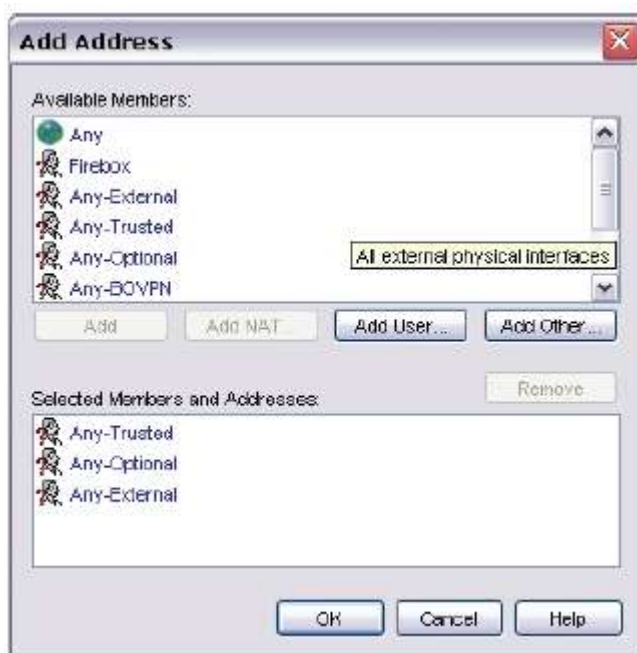 Add Address
Available Members:
Any
Firebox
Any-External
Any-Trusted
Any-Optional
All external physical interfaces
Any-BOVPN
Add
Add NAT...
Add User...
Add Other...
Remove
Selected Members and Addresses:
Any-Trusted
Any-Optional
Any-External
OK
Cancel
Help